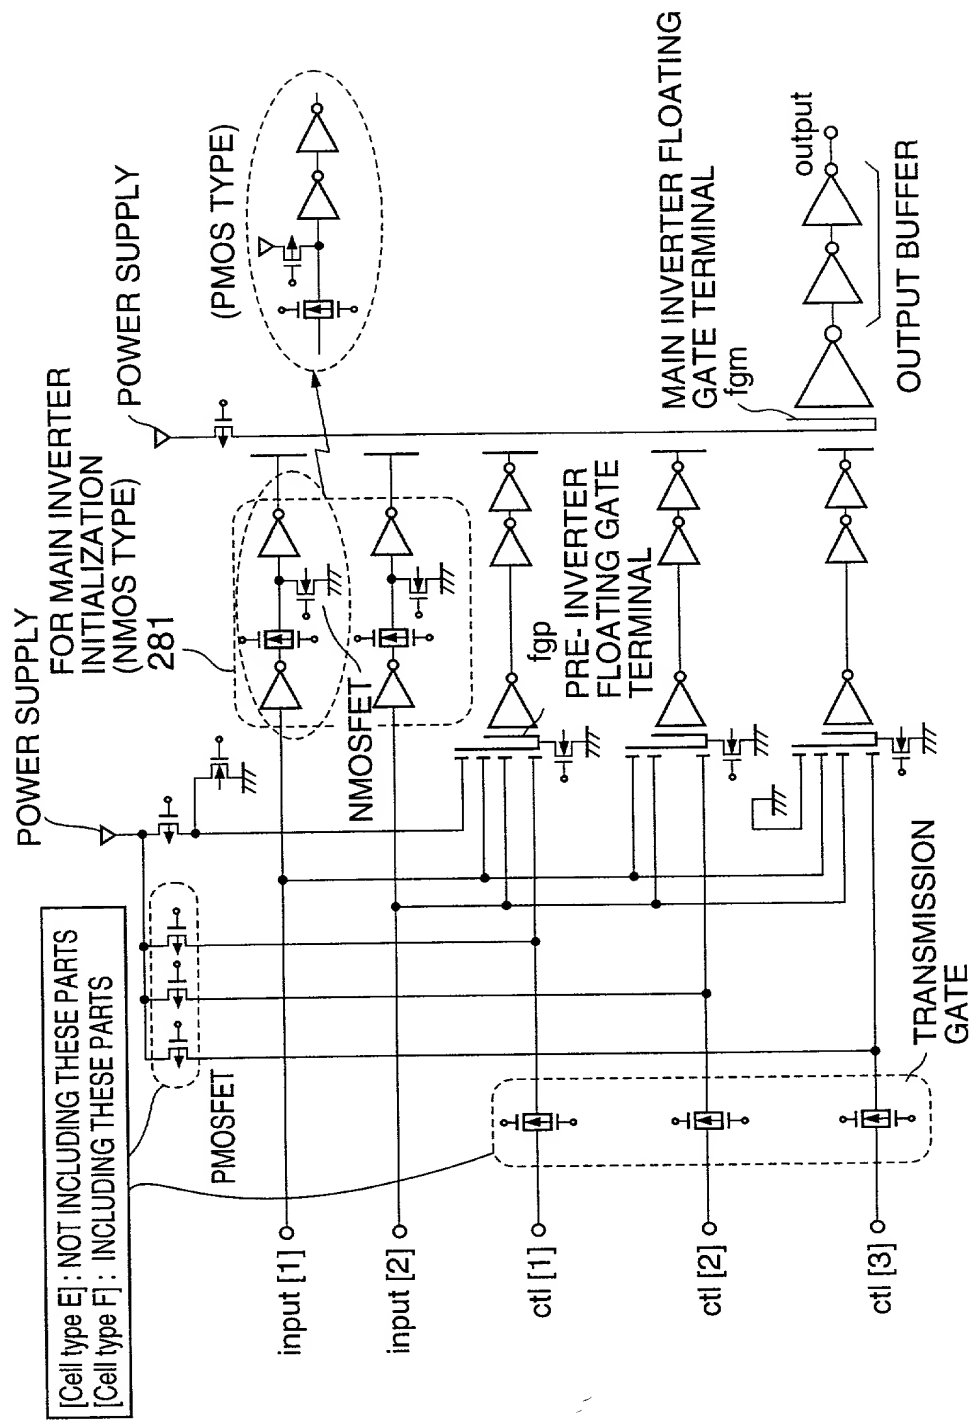 [Cell type E] : NOT INCLUDING THESE PARTS
[Cell type F] : INCLUDING THESE PARTS
POWER SUPPLY
FOR MAIN INVERTER
INITIALIZATION
(NMOS TYPE)
281
POWER SUPPLY
(PMOS TYPE)
PMOSFET
NMOSFET
input [1]
input [2]
ctl [1]
ctl [2]
ctl [3]
fgp
PRE- INVERTER
FLOATING GATE
TERMINAL
MAIN INVERTER FLOATING
GATE TERMINAL
fgm
output
OUTPUT BUFFER
TRANSMISSION
GATE